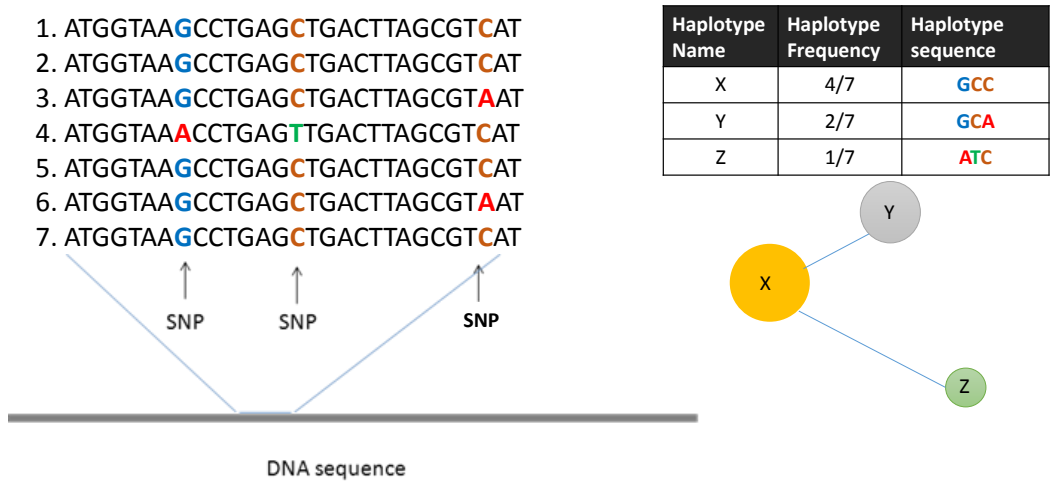 1. ATGGTAAGCCTGAGCTGACTTAGCGTCAT
2. ATGGTAAGCCTGAGCTGACTTAGCGTCAT
3. ATGGTAAGCCTGAGCTGACTTAGCGTAAT
4. ATGGTAAACCTGAGTTGACTTAGCGTCAT
5. ATGGTAAGCCTGAGCTGACTTAGCGTCAT
6. ATGGTAAGCCTGAGCTGACTTAGCGTAAT
7. ATGGTAAGCCTGAGCTGACTTAGCGTCAT
SNP SNP SNP
DNA sequence
Haplotype Name Haplotype Frequency Haplotype sequence
X 4/7 GCC
Y 2/7 GCA
Z 1/7 ATC
Y
X
Z